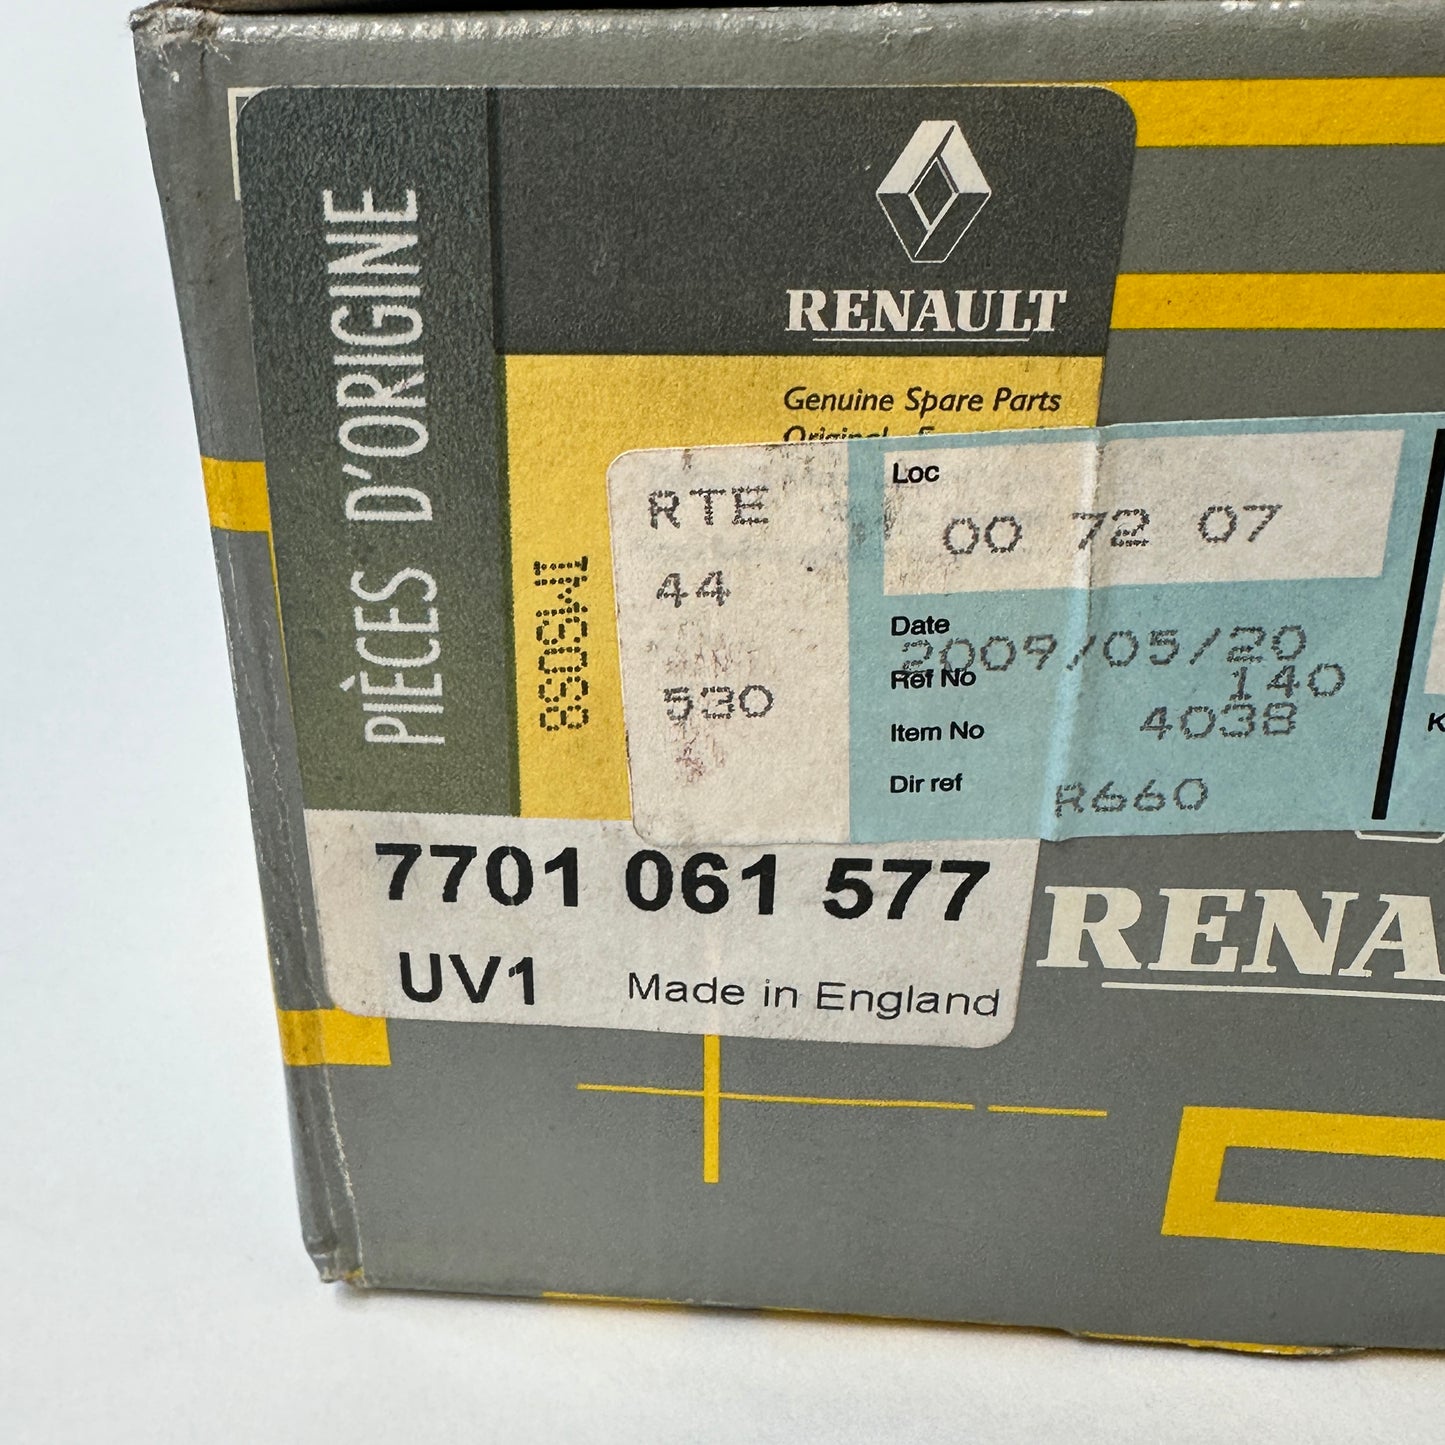 PIÈCES D'ORIGINE
RENAULT
Genuine Spare Parts
RTE
44
530
Loc
00 72 07
Date
2009/05/20
Ref No
140
Item No
4038
Dir ref
R660
K
7701 061 577
UV1 Made in England
RENA